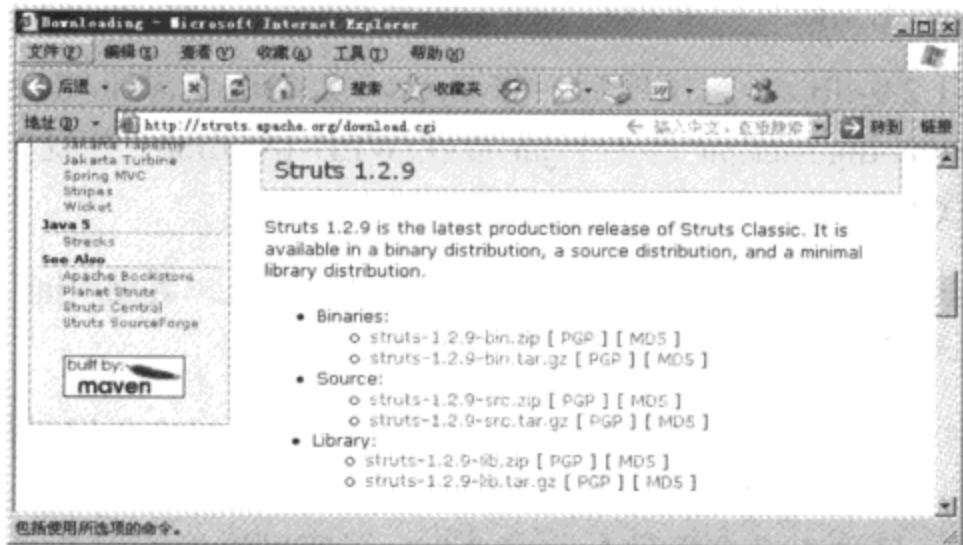 Downloading - Microsoft Internet Explorer
文件(F) 编辑(E) 查看(V) 收藏(A) 工具(T) 帮助(H)
后退 搜索 收藏夹
地址(D) http://struts.apache.org/download.cgi 转到 链接
Jakarta Tapestry
Jakarta Turbine
Spring MVC
Stripes
Wicket
Java 5
Strecks
See Also
Apache Bookstore
Planet Struts
Struts Central
Struts SourceForge
built by:
maven
Struts 1.2.9
Struts 1.2.9 is the latest production release of Struts Classic. It is
available in a binary distribution, a source distribution, and a minimal
library distribution.
Binaries:
struts-1.2.9-bin.zip [ PGP ] [ MD5 ]
struts-1.2.9-bin.tar.gz [ PGP ] [ MD5 ]
Source:
struts-1.2.9-src.zip [ PGP ] [ MD5 ]
struts-1.2.9-src.tar.gz [ PGP ] [ MD5 ]
Library:
struts-1.2.9-lib.zip [ PGP ] [ MD5 ]
struts-1.2.9-lib.tar.gz [ PGP ] [ MD5 ]
包括使用所选项的命令。